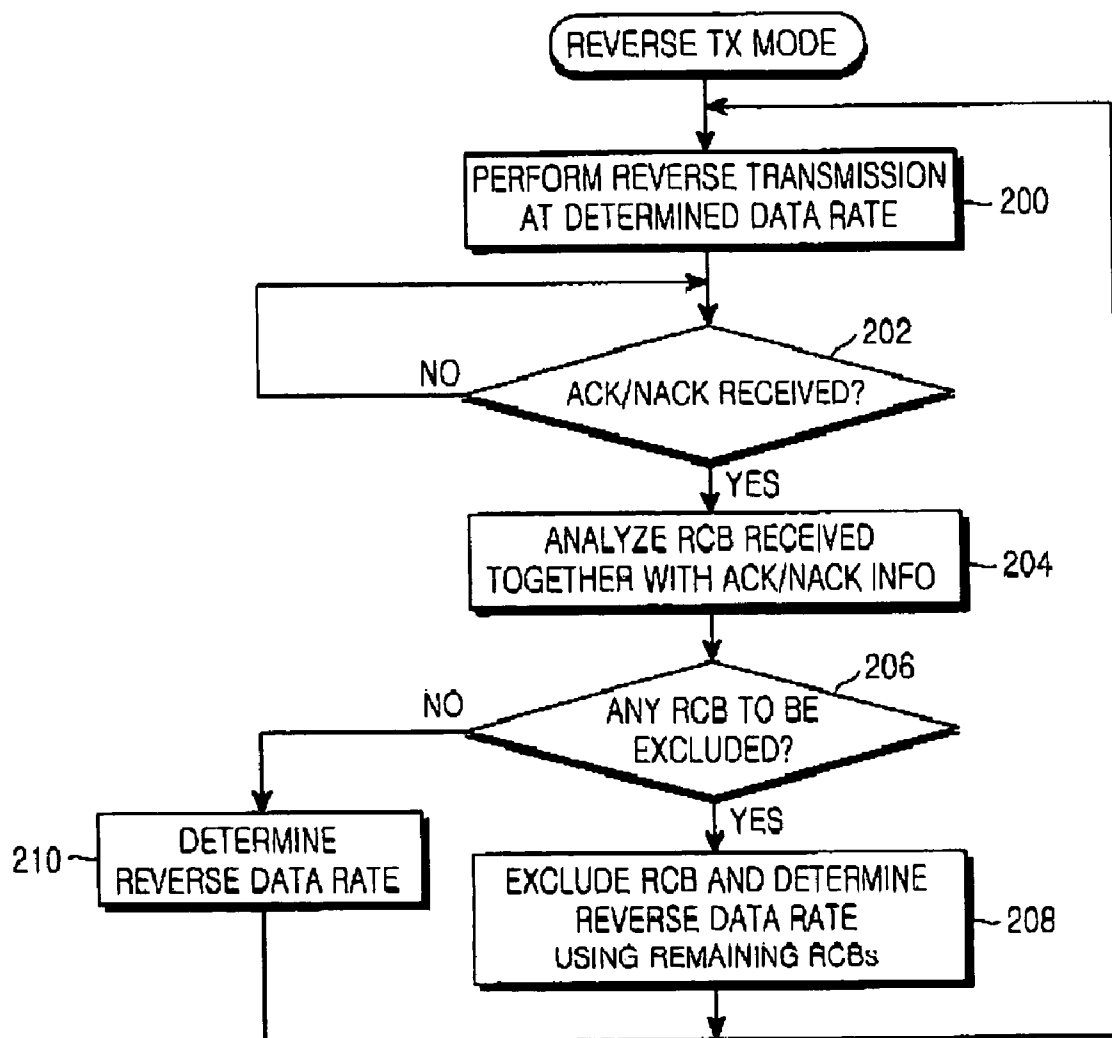 REVERSE TX MODE
PERFORM REVERSE TRANSMISSION
AT DETERMINED DATA RATE
200
202
NO
ACK/NACK RECEIVED?
YES
ANALYZE RCB RECEIVED
TOGETHER WITH ACK/NACK INFO
204
206
NO
ANY RCB TO BE
EXCLUDED?
YES
210
DETERMINE
REVERSE DATA RATE
EXCLUDE RCB AND DETERMINE
REVERSE DATA RATE
USING REMAINING RCBs
208